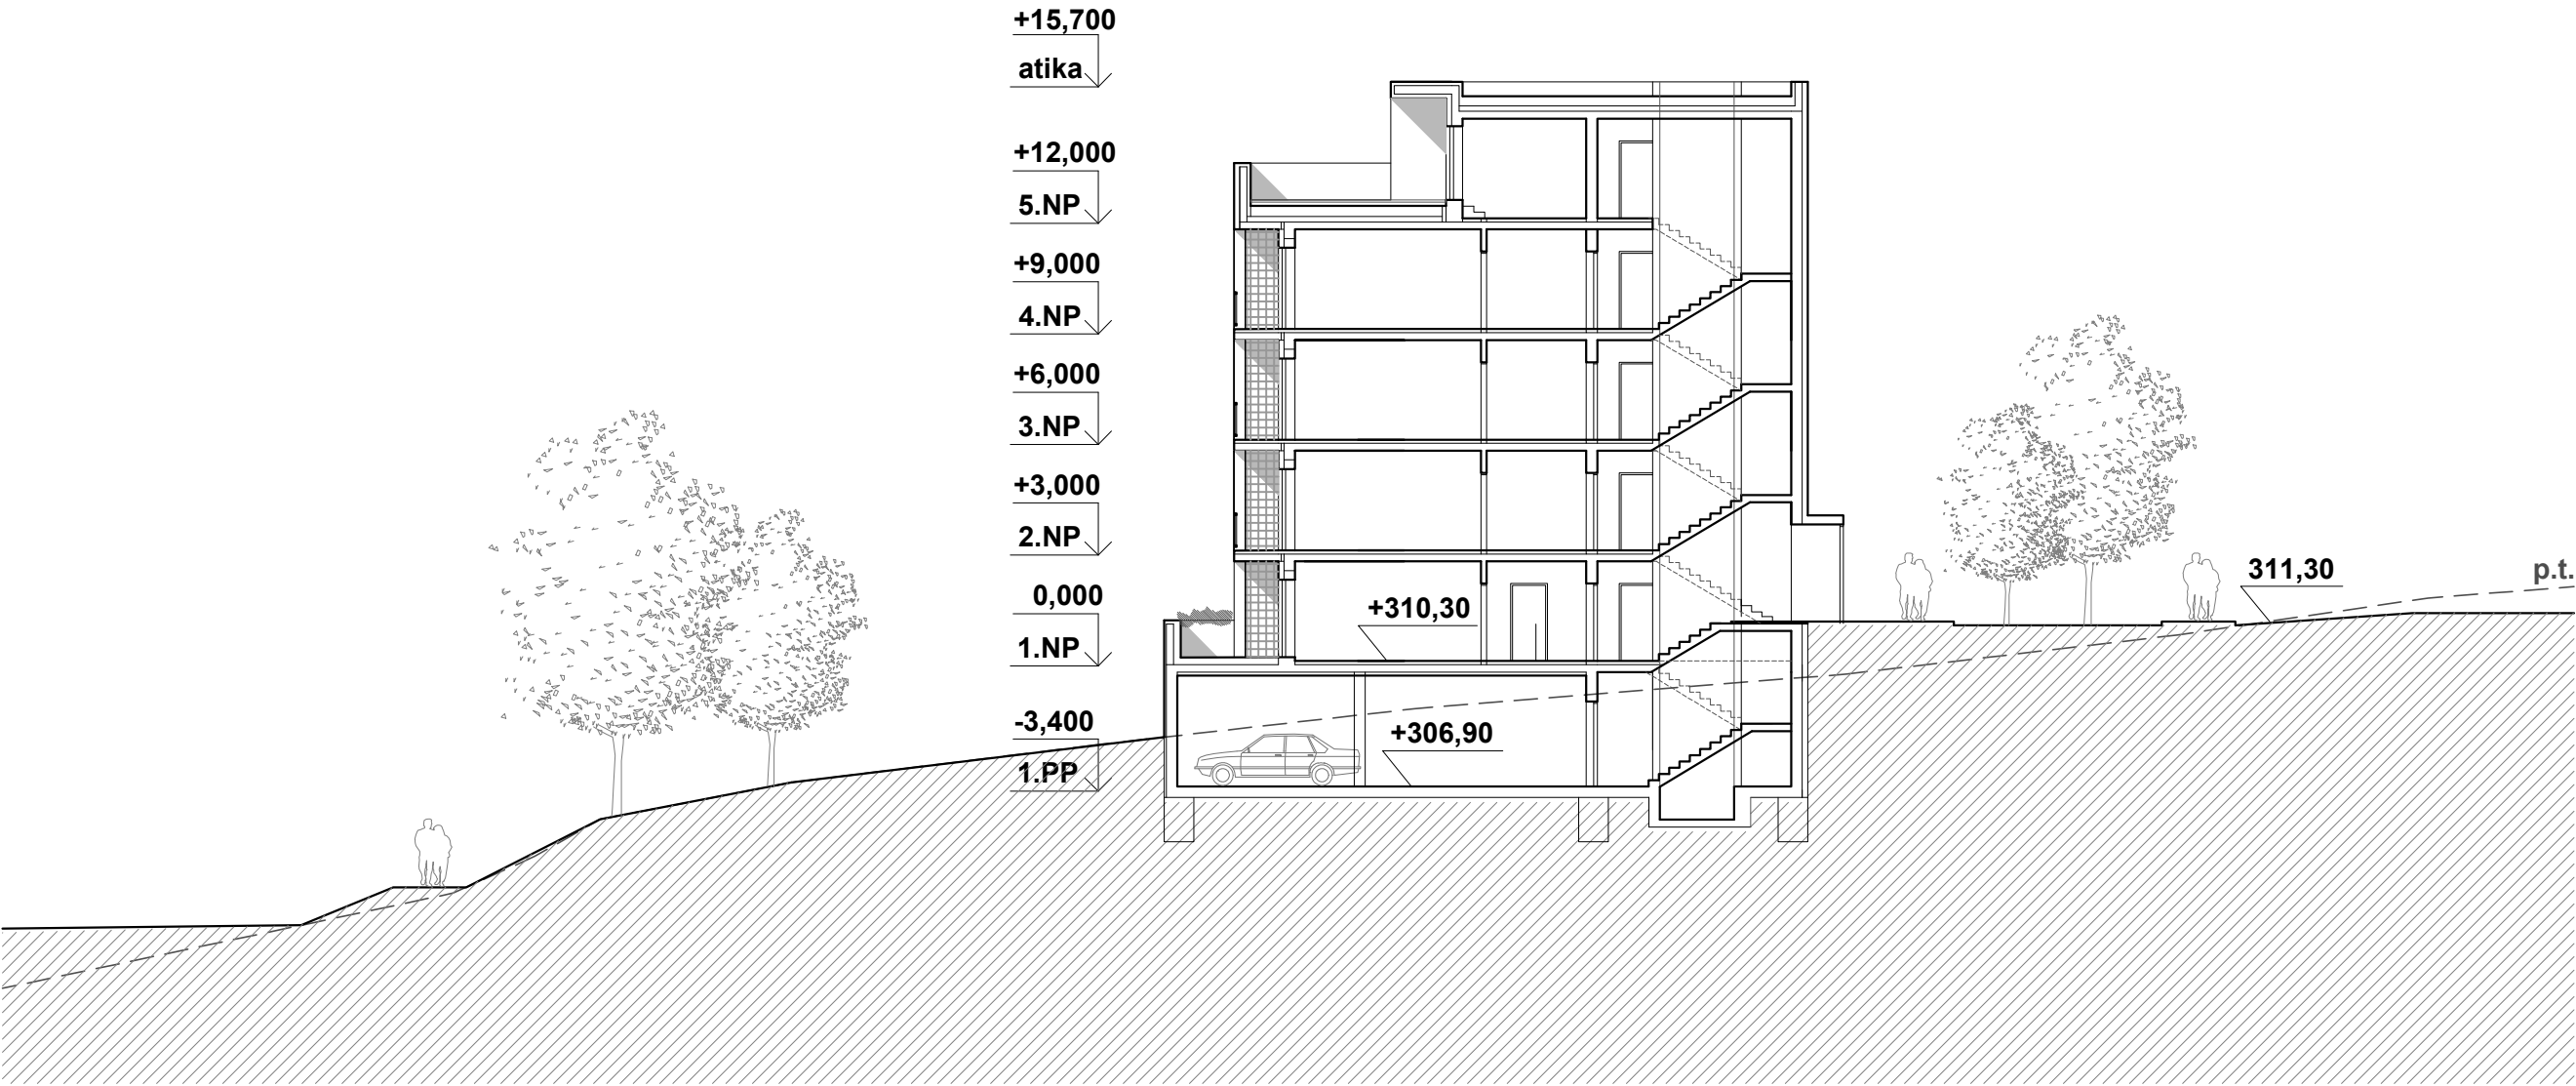 +15,700
atika
+12,000
5.NP
+9,000
4.NP
+6,000
3.NP
+3,000
2.NP
0,000
1.NP
-3,400
1.PP
+310,30
+306,90
311,30
p.t.